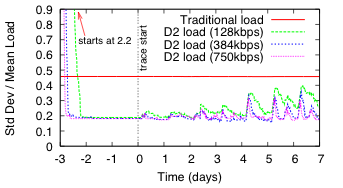 Std Dev / Mean Load
0.9
0.8
0.7
0.6
0.5
0.4
0.3
0.2
0.1
0
starts at 2.2
trace start
Traditional load
D2 load (128kbps)
D2 load (384kbps)
D2 load (750kbps)
-3 -2 -1 0 1 2 3 4 5 6 7
Time (days)